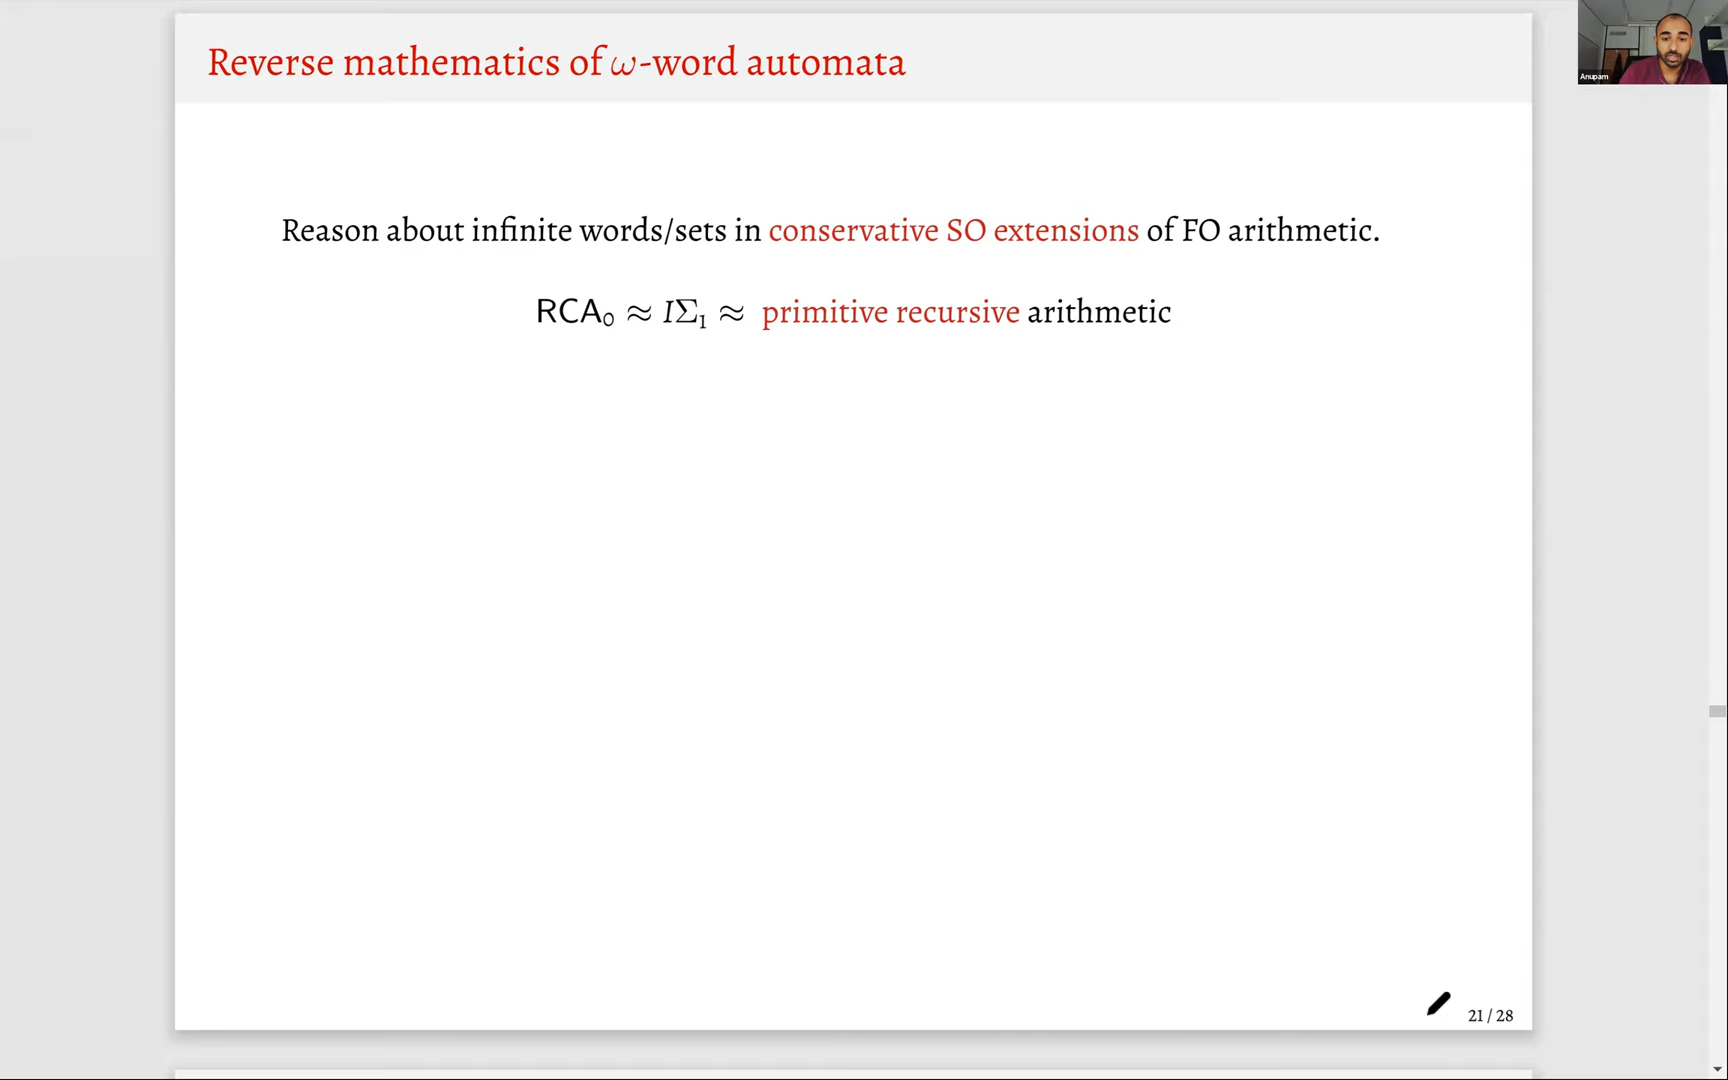 Reverse mathematics of ω-word automata
Anupam
Reason about infinite words/sets in conservative SO extensions of FO arithmetic.
RCA₀ ≈ IΣ₁ ≈ primitive recursive arithmetic
21 / 28